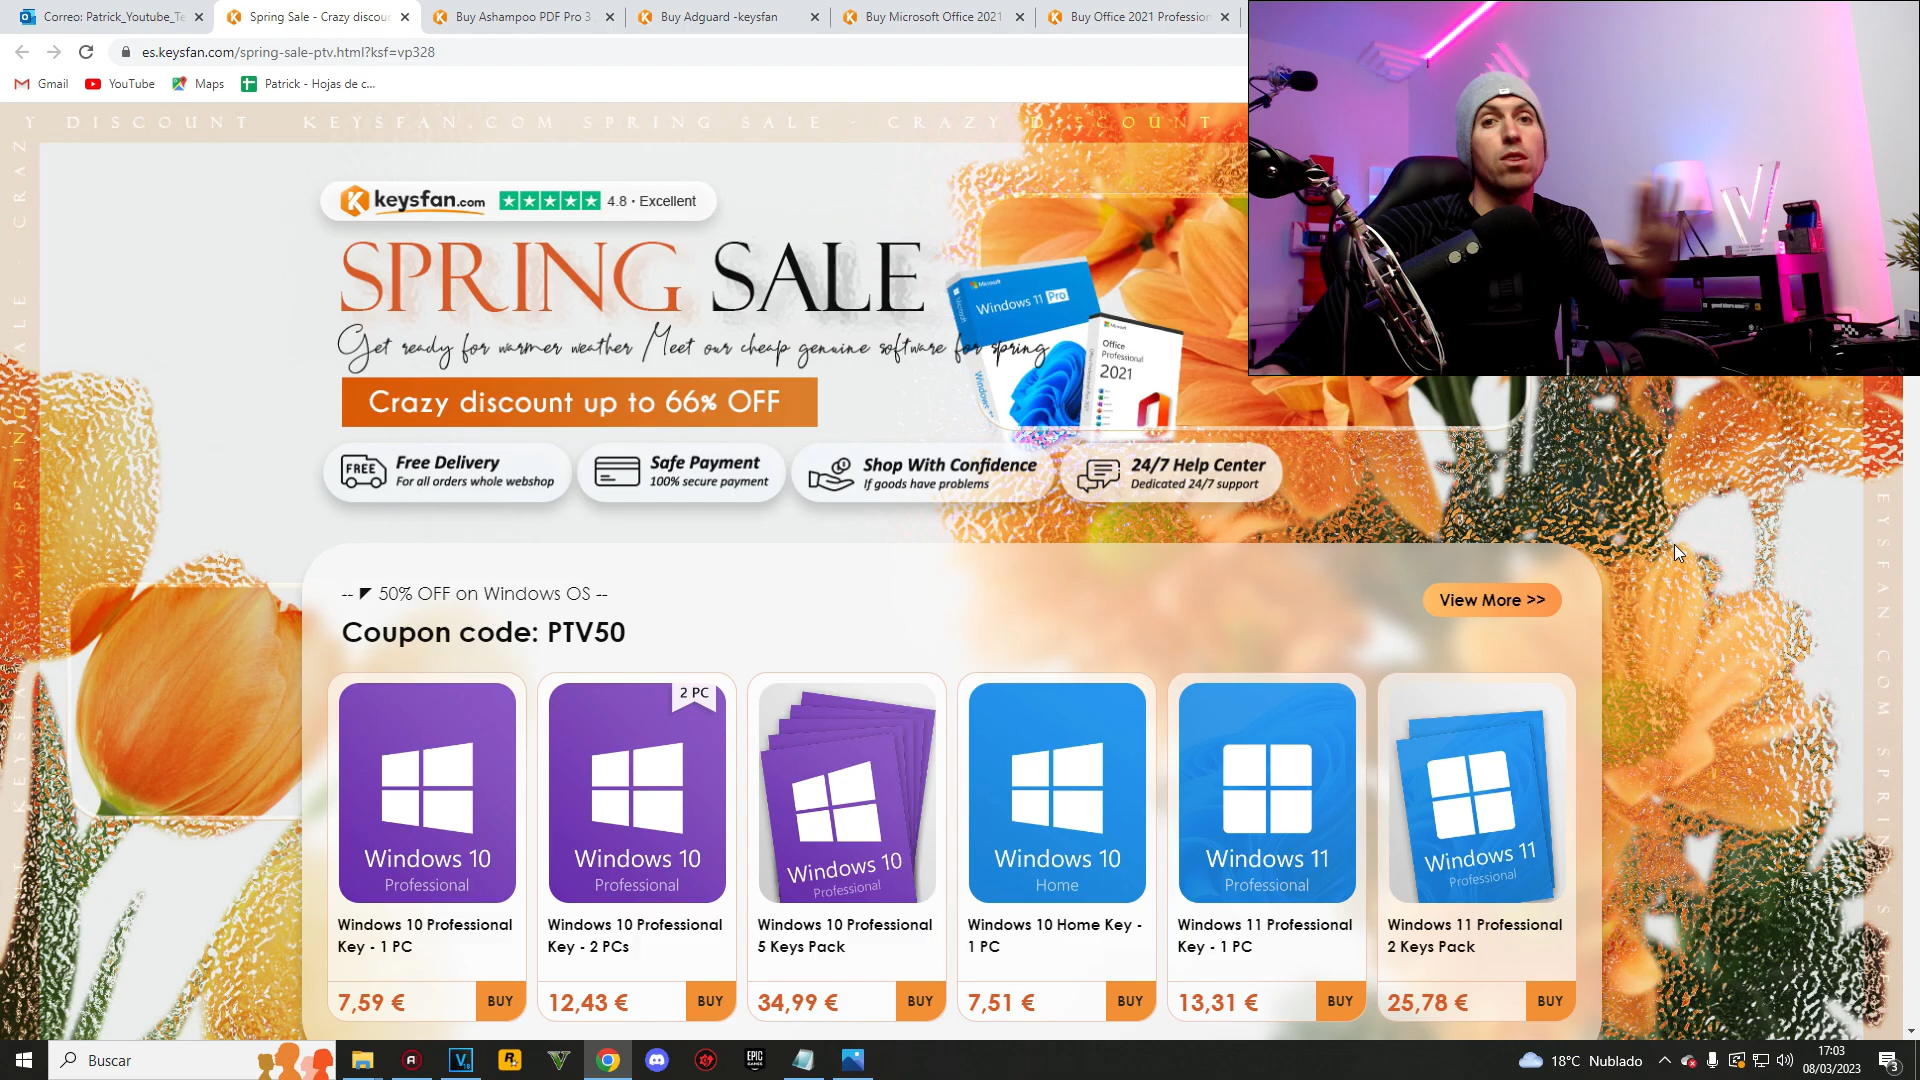 Correo: Patrick_Youtube_Te
Spring Sale - Crazy discou
Buy Ashampoo PDF Pro 3
Buy Adguard -keysfan
Buy Microsoft Office 2021
Buy Office 2021 Profession
es.keysfan.com/spring-sale-ptv.html?ksf=vp328
Gmail
YouTube
Maps
Patrick - Hojas de c...
Y DISCOUNT KEYSFAN.COM SPRING SALE - CRAZY DISCOUNT
keysfan.com
4.8 • Excellent
SPRING SALE
Get ready for warmer weather Meet our cheap genuine software for spring
Crazy discount up to 66% OFF
Microsoft
Windows 11 Pro
Microsoft
Office
Professional
2021
FREE
Free Delivery
For all orders whole webshop
Safe Payment
100% secure payment
Shop With Confidence
If goods have problems
24/7 Help Center
Dedicated 24/7 support
-- 50% OFF on Windows OS --
View More >>
Coupon code: PTV50
Windows 10
Professional
2 PC
Windows 10
Professional
Windows 10
Professional
Windows 10
Home
Windows 11
Professional
Windows 11
Professional
Windows 10 Professional
Key - 1 PC
Windows 10 Professional
Key - 2 PCs
Windows 10 Professional
5 Keys Pack
Windows 10 Home Key -
1 PC
Windows 11 Professional
Key - 1 PC
Windows 11 Professional
2 Keys Pack
7,59 €
BUY
12,43 €
BUY
34,99 €
BUY
7,51 €
BUY
13,31 €
BUY
25,78 €
BUY
Buscar
EPIC
GAMES
18°C Nublado
17:03
08/03/2023
3